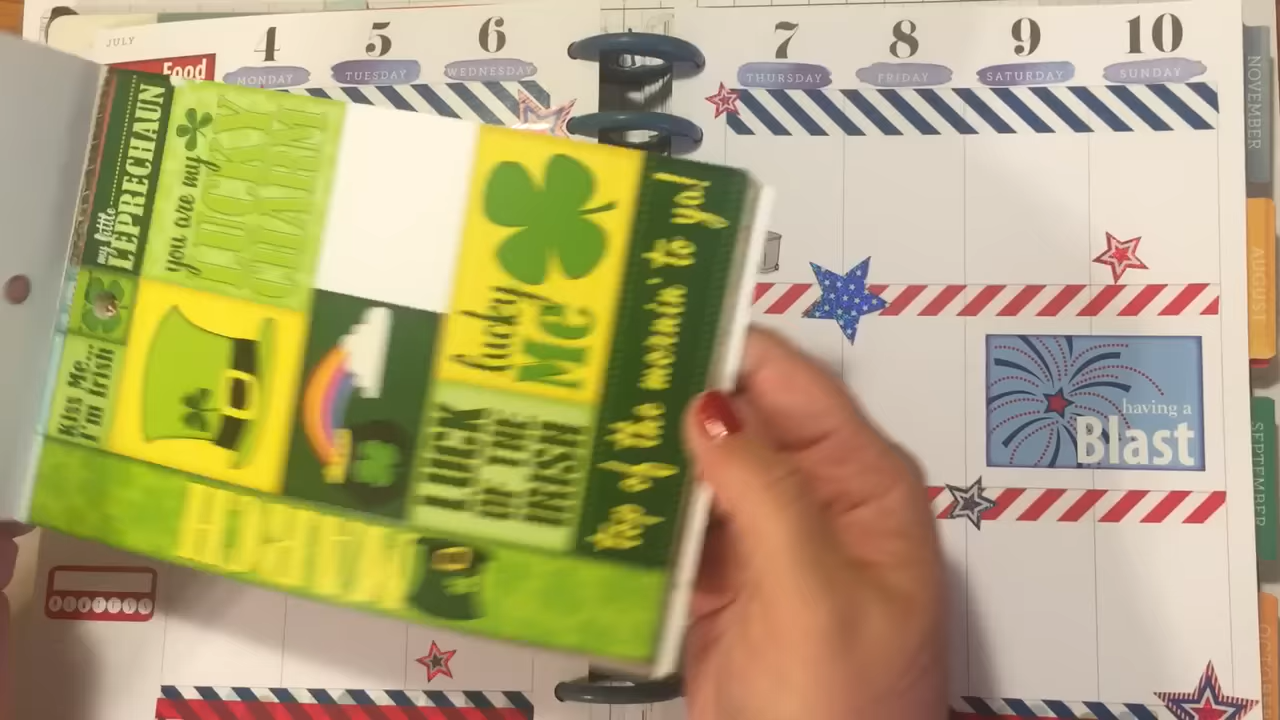 JULY
4
5
6
7
8
9
10
MONDAY
TUESDAY
WEDNESDAY
THURSDAY
FRIDAY
SATURDAY
SUNDAY
Food
my little
LEPRECHAUN
you are my
LUCKY
CHARM
lucky
Me
top of the mornin' to ya!
Kiss Me...
I'm Irish
LUCK
OF THE
IRISH
MARCH
having a
Blast
NOVEMBER
AUGUST
SEPTEMBER
OCTOBER